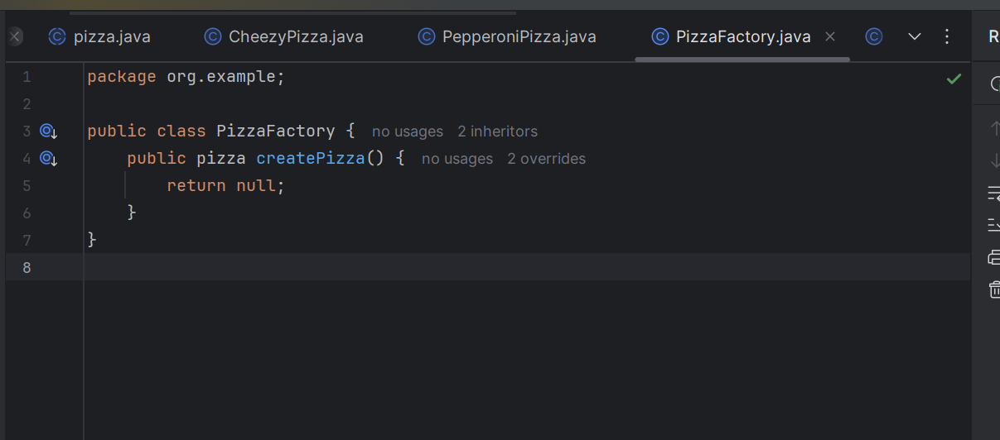 pizza.java CheezyPizza.java PepperoniPizza.java PizzaFactory.java R
1 package org.example;
2
3 public class PizzaFactory { no usages 2 inheritors
4 public pizza createPizza() { no usages 2 overrides
5 return null;
6 }
7 }
8